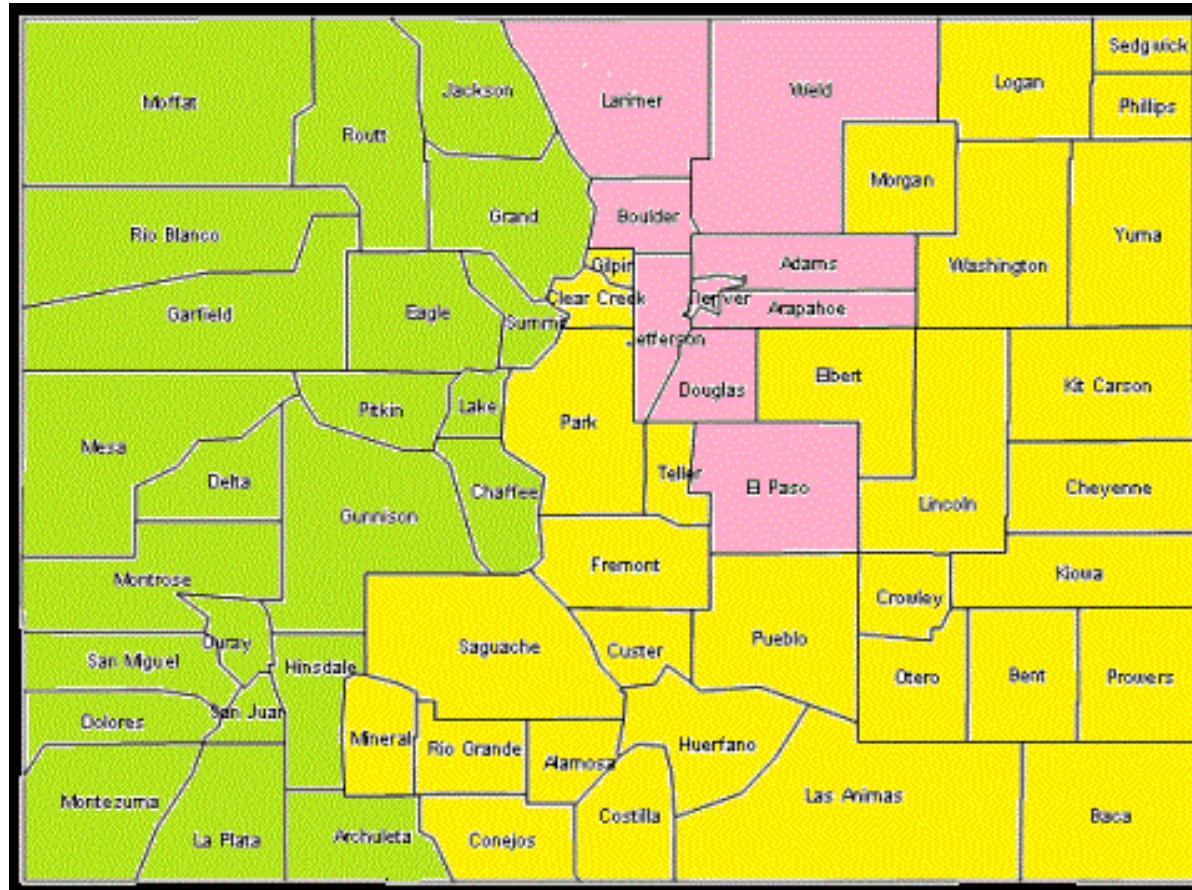 Sedgwick
Moffat
Jackson
Larimer
Weld
Logan
Phillips
Routt
Morgan
Rio Blanco
Grand
Boulder
Yuma
Gilpin
Adams
Washington
Garfield
Eagle
Summi
Clear Creek
Denver
Arapahoe
Jefferson
Elbert
Kit Carson
Pitkin
Lake
Douglas
Park
Mesa
Delta
Chaffee
Teller
El Paso
Cheyenne
Gunnison
Lincoln
Montrose
Fremont
Kiowa
Crowley
Ouray
San Miguel
Hinsdale
Saguache
Custer
Pueblo
Otero
Bent
Prowers
Dolores
San Juan
Mineral
Rio Grande
Alamosa
Huerfano
Montezuma
La Plata
Archuleta
Conejos
Costilla
Las Animas
Baca